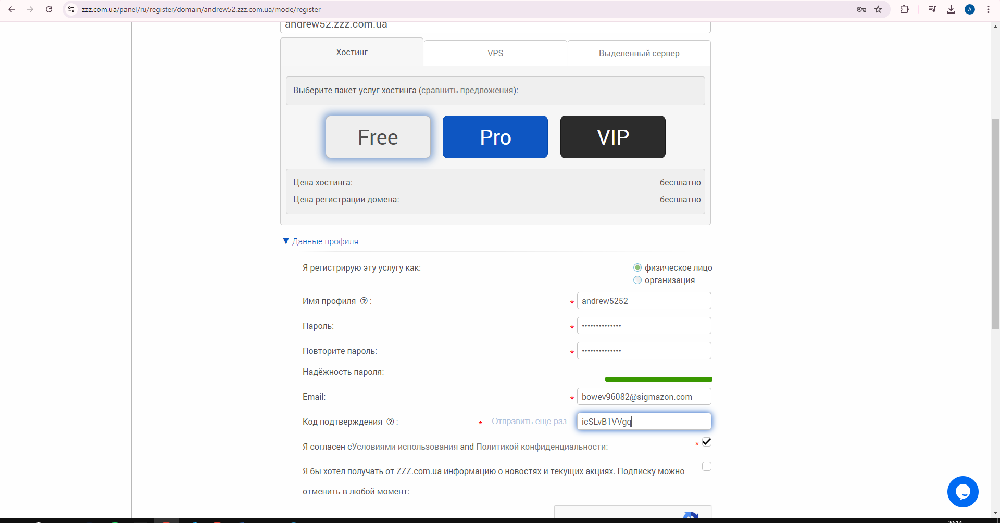 zzz.com.ua/panel/ru/register/domain/andrew52.zzz.com.ua/mode/register
A
andrew52.zzz.com.ua
Хостинг
VPS
Выделенный сервер
Выберите пакет услуг хостинга (сравнить предложения):
Free
Pro
VIP
Цена хостинга: бесплатно
Цена регистрации домена: бесплатно
▼ Данные профиля
Я регистрирую эту услугу как: физическое лицо
организация
Имя профиля ? : * andrew5252
Пароль: * ••••••••••••••
Повторите пароль: * ••••••••••••••
Надёжность пароля:
Email: * bowev96082@sigmazon.com
Код подтверждения ? : * Отправить еще раз icSLvB1VVgq
Я согласен сУсловиями использования and Политикой конфиденциальности: *
Я бы хотел получать от ZZZ.com.ua информацию о новостях и текущих акциях. Подписку можно
отменить в любой момент: